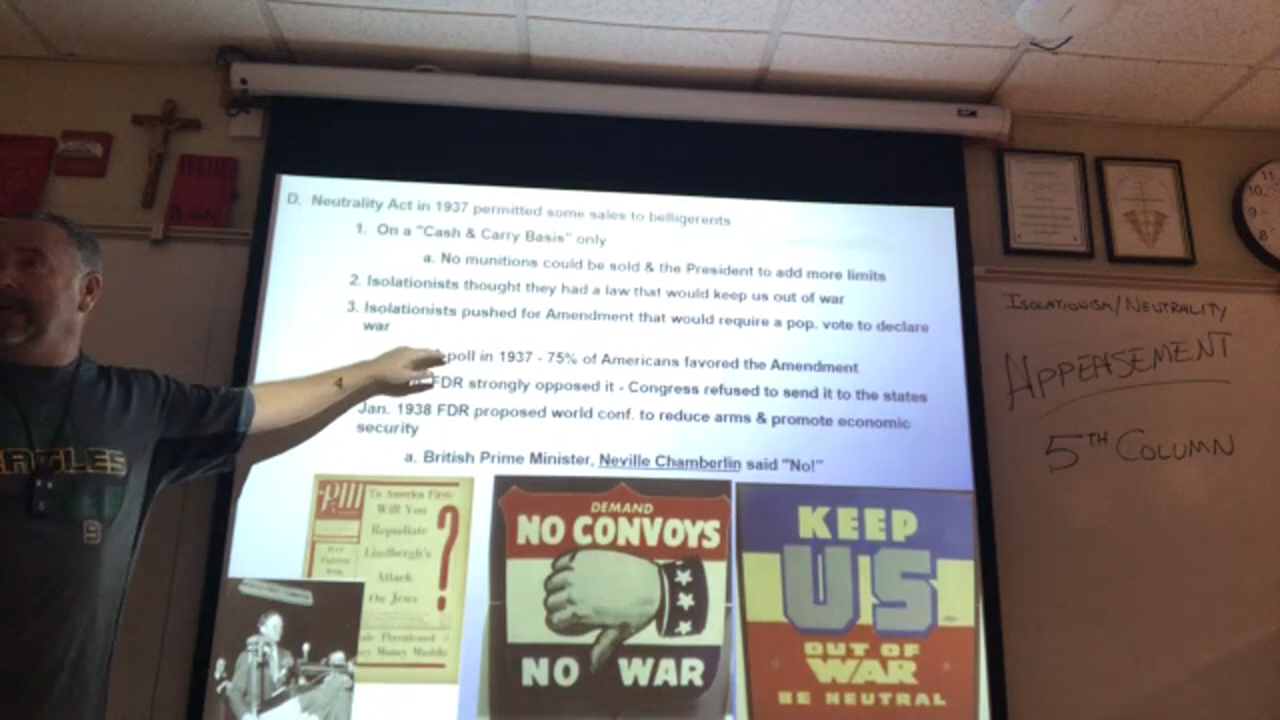 D. Neutrality Act in 1937 permitted some sales to belligerents
1. On a "Cash & Carry Basis" only
a. No munitions could be sold & the President to add more limits
2. Isolationists thought they had a law that would keep us out of war
3. Isolationists pushed for Amendment that would require a pop. vote to declare
war
poll in 1937 - 75% of Americans favored the Amendment
FDR strongly opposed it - Congress refused to send it to the states
Jan. 1938 FDR proposed world conf. to reduce arms & promote economic
security
a. British Prime Minister, Neville Chamberlin said "No!"
PM
To America First:
Will You
Repudiate
Lindbergh's
Attack
On Jews
?
DEMAND
NO CONVOYS
NO WAR
KEEP
US
OUT OF
WAR
BE NEUTRAL
ISOLATIONISM/NEUTRALITY
APPEASEMENT
5TH COLUMN
11
10
9
8
9